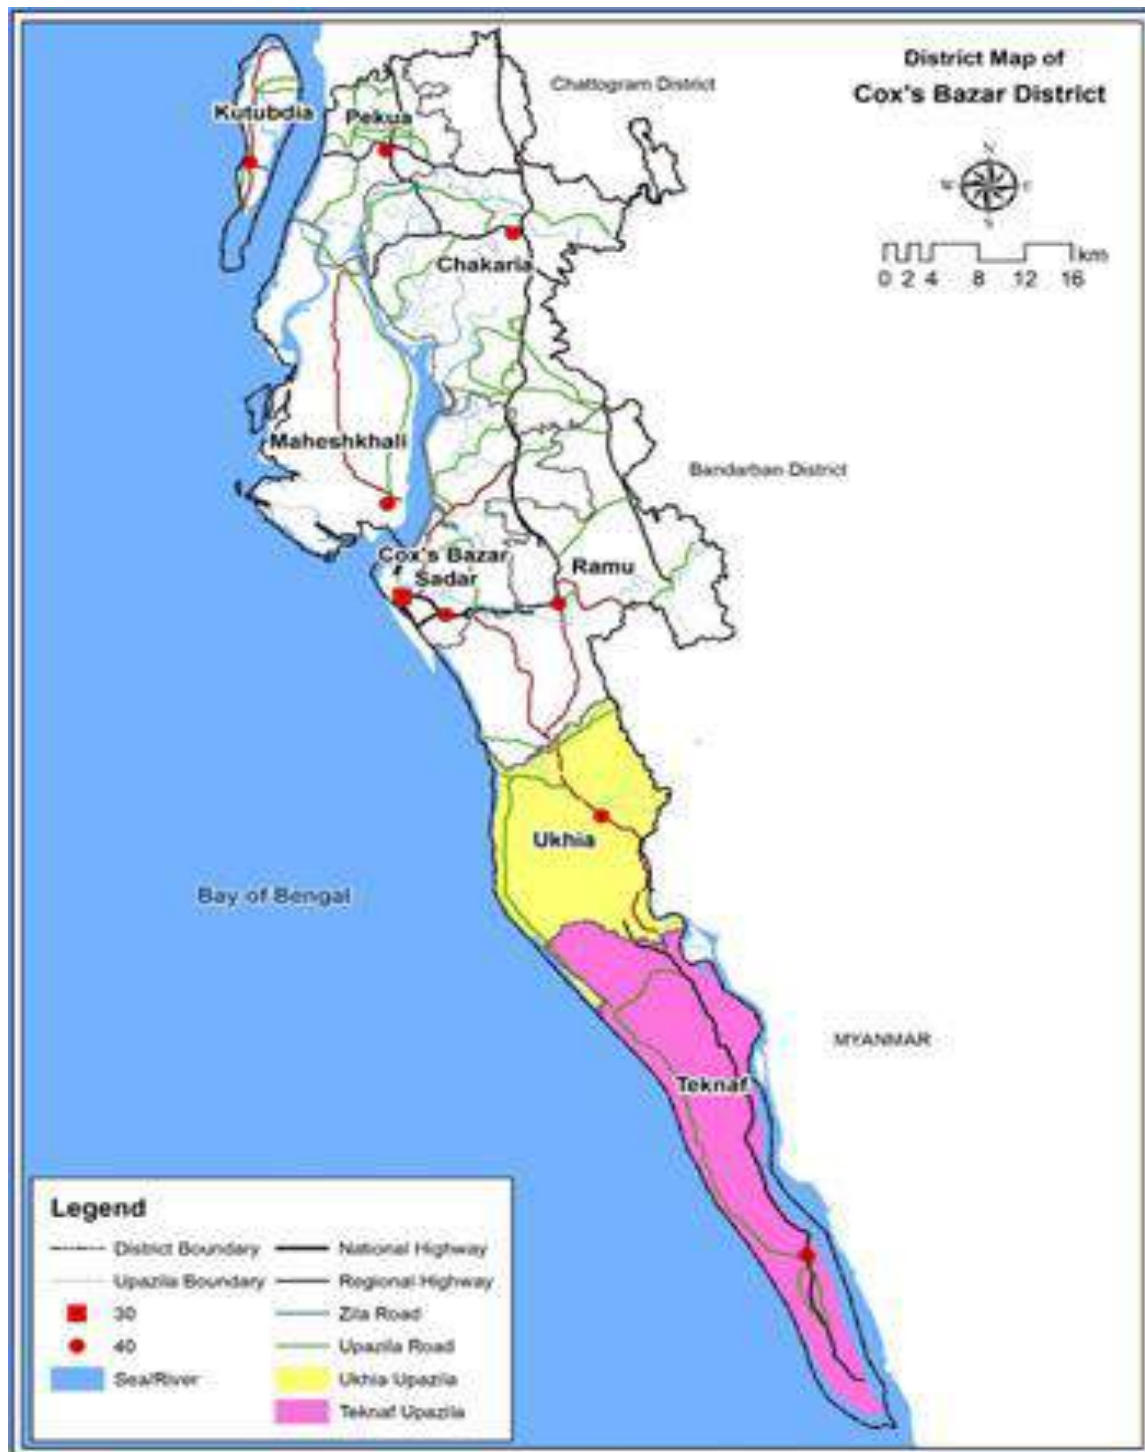 District Map of
Cox's Bazar District
Chattogram District
Kutubdia
Pekua
N
W E
S
km
0 2 4 8 12 16
Chakaria
Maheshkhali
Bandarban District
Cox's Bazar
Sadar
Ramu
Ukhia
Bay of Bengal
MYANMAR
Teknaf
Legend
District Boundary
National Highway
Upazila Boundary
Regional Highway
30
Zila Road
40
Upazila Road
Sea/River
Ukhia Upazila
Teknaf Upazila